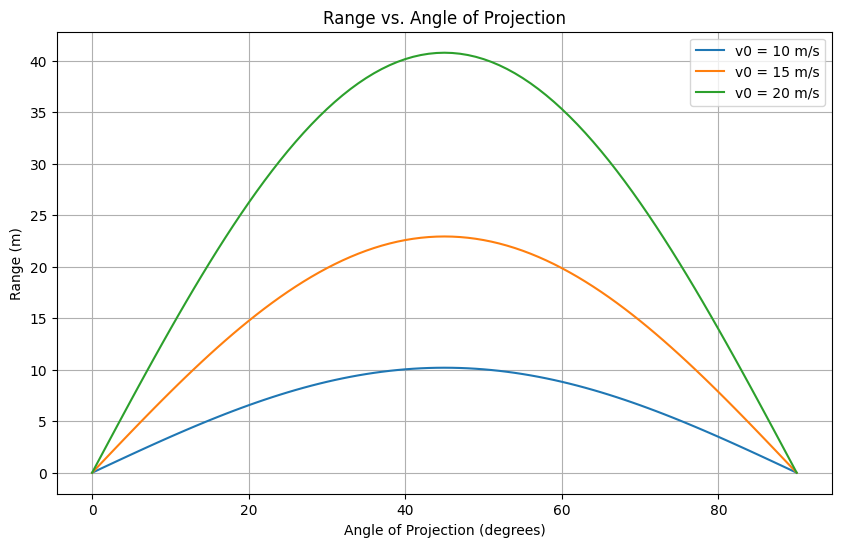 Range vs. Angle of Projection
v0 = 10 m/s
v0 = 15 m/s
v0 = 20 m/s
Range (m)
40
35
30
25
20
15
10
5
0
0 20 40 60 80
Angle of Projection (degrees)